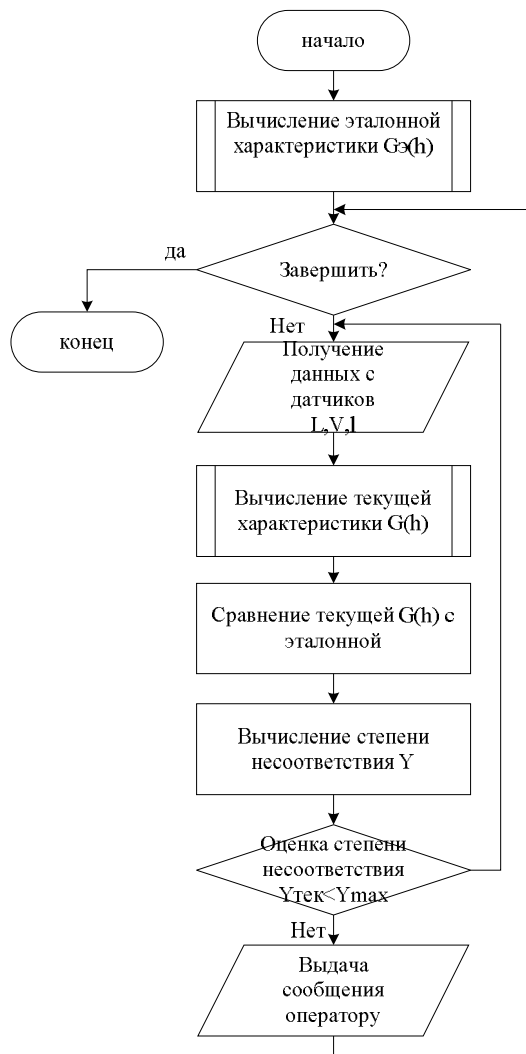 начало
Вычисление эталонной
характеристики Gэ(h)
Завершить?
да
конец
Нет
Получение
данных с
датчиков
L,V,l
Вычисление текущей
характеристики G(h)
Сравнение текущей G(h) с
эталонной
Вычисление степени
несоответствия Y
Оценка степени
несоответствия
Yтек<Ymax
Нет
Выдача
сообщения
оператору